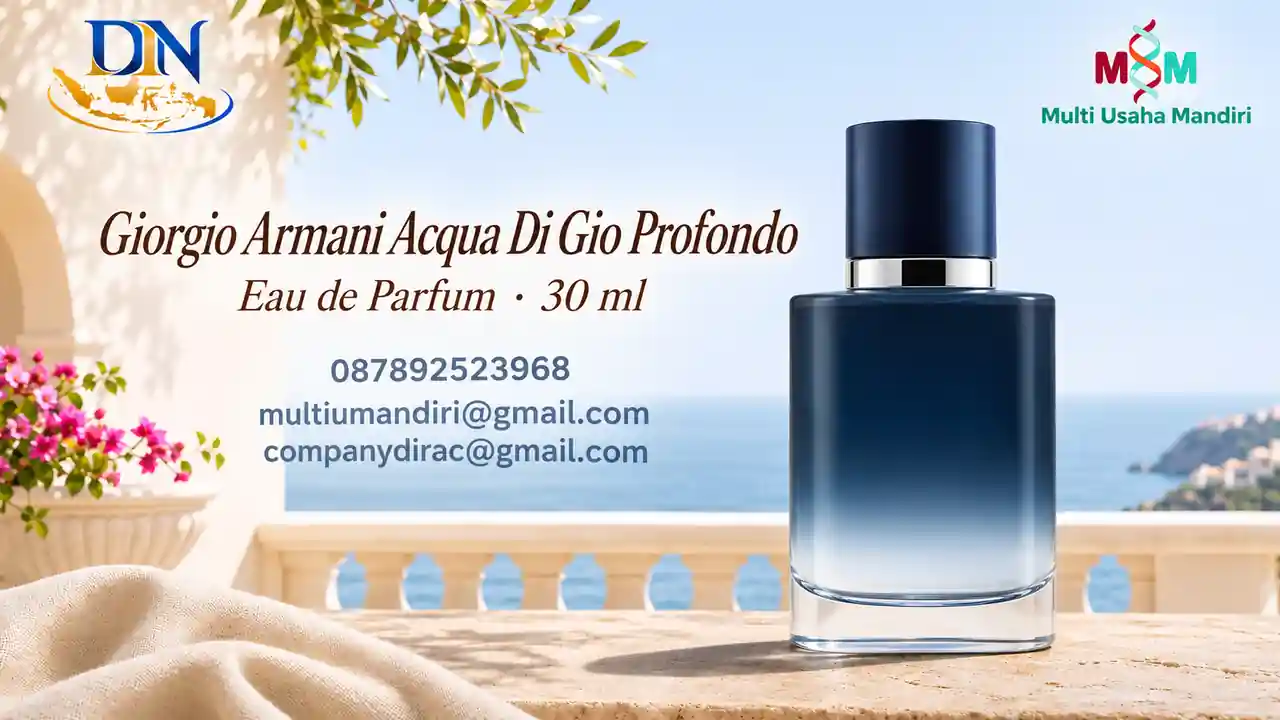 DN
MM
Multi Usaha Mandiri
Giorgio Armani Acqua Di Gio Profondo
Eau de Parfum · 30 ml
087892523968
multiumandiri@gmail.com
companydirac@gmail.com